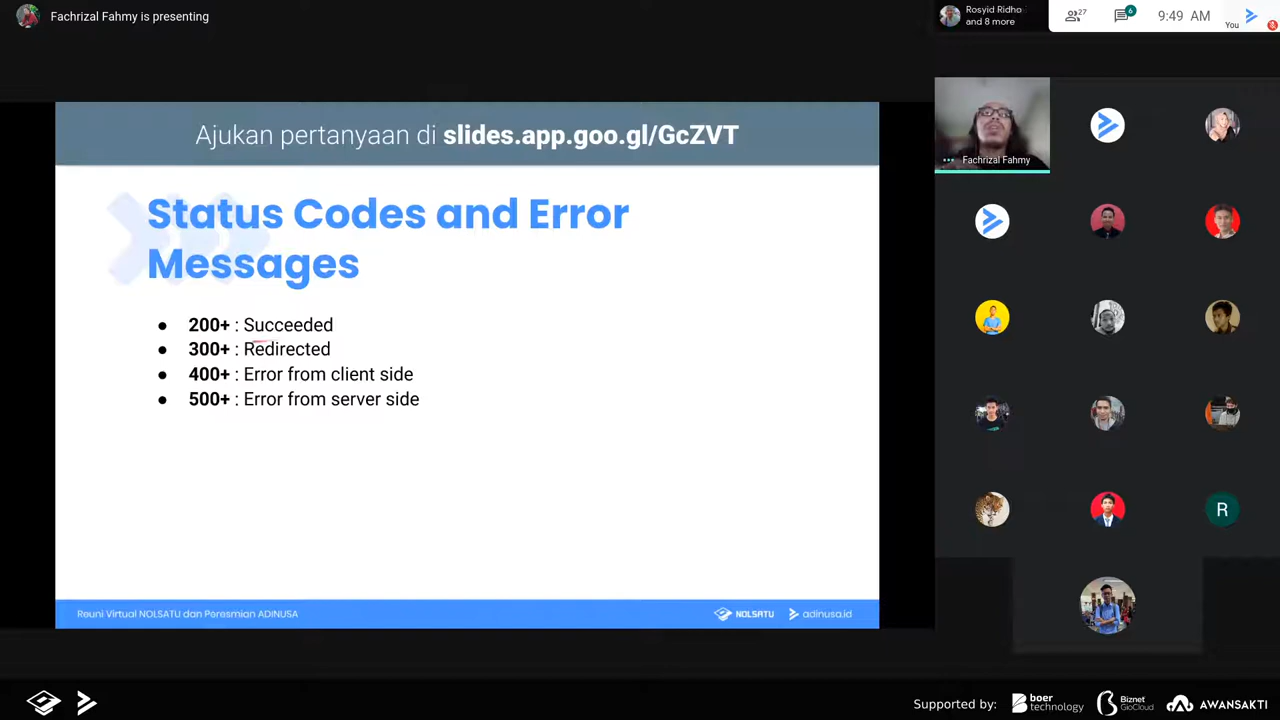 Fachrizal Fahmy is presenting
Rosyid Ridho
and 8 more
27
6
9:49 AM
You
Ajukan pertanyaan di slides.app.goo.gl/GcZVT
Status Codes and Error
Messages
● 200+ : Succeeded
● 300+ : Redirected
● 400+ : Error from client side
● 500+ : Error from server side
Fachrizal Fahmy
R
Reuni Virtual NOLSATU dan Peresmian ADINUSA
NOLSATU
adinusa.id
Supported by:
boer
technology
Biznet
GioCloud
AWANSAKTI